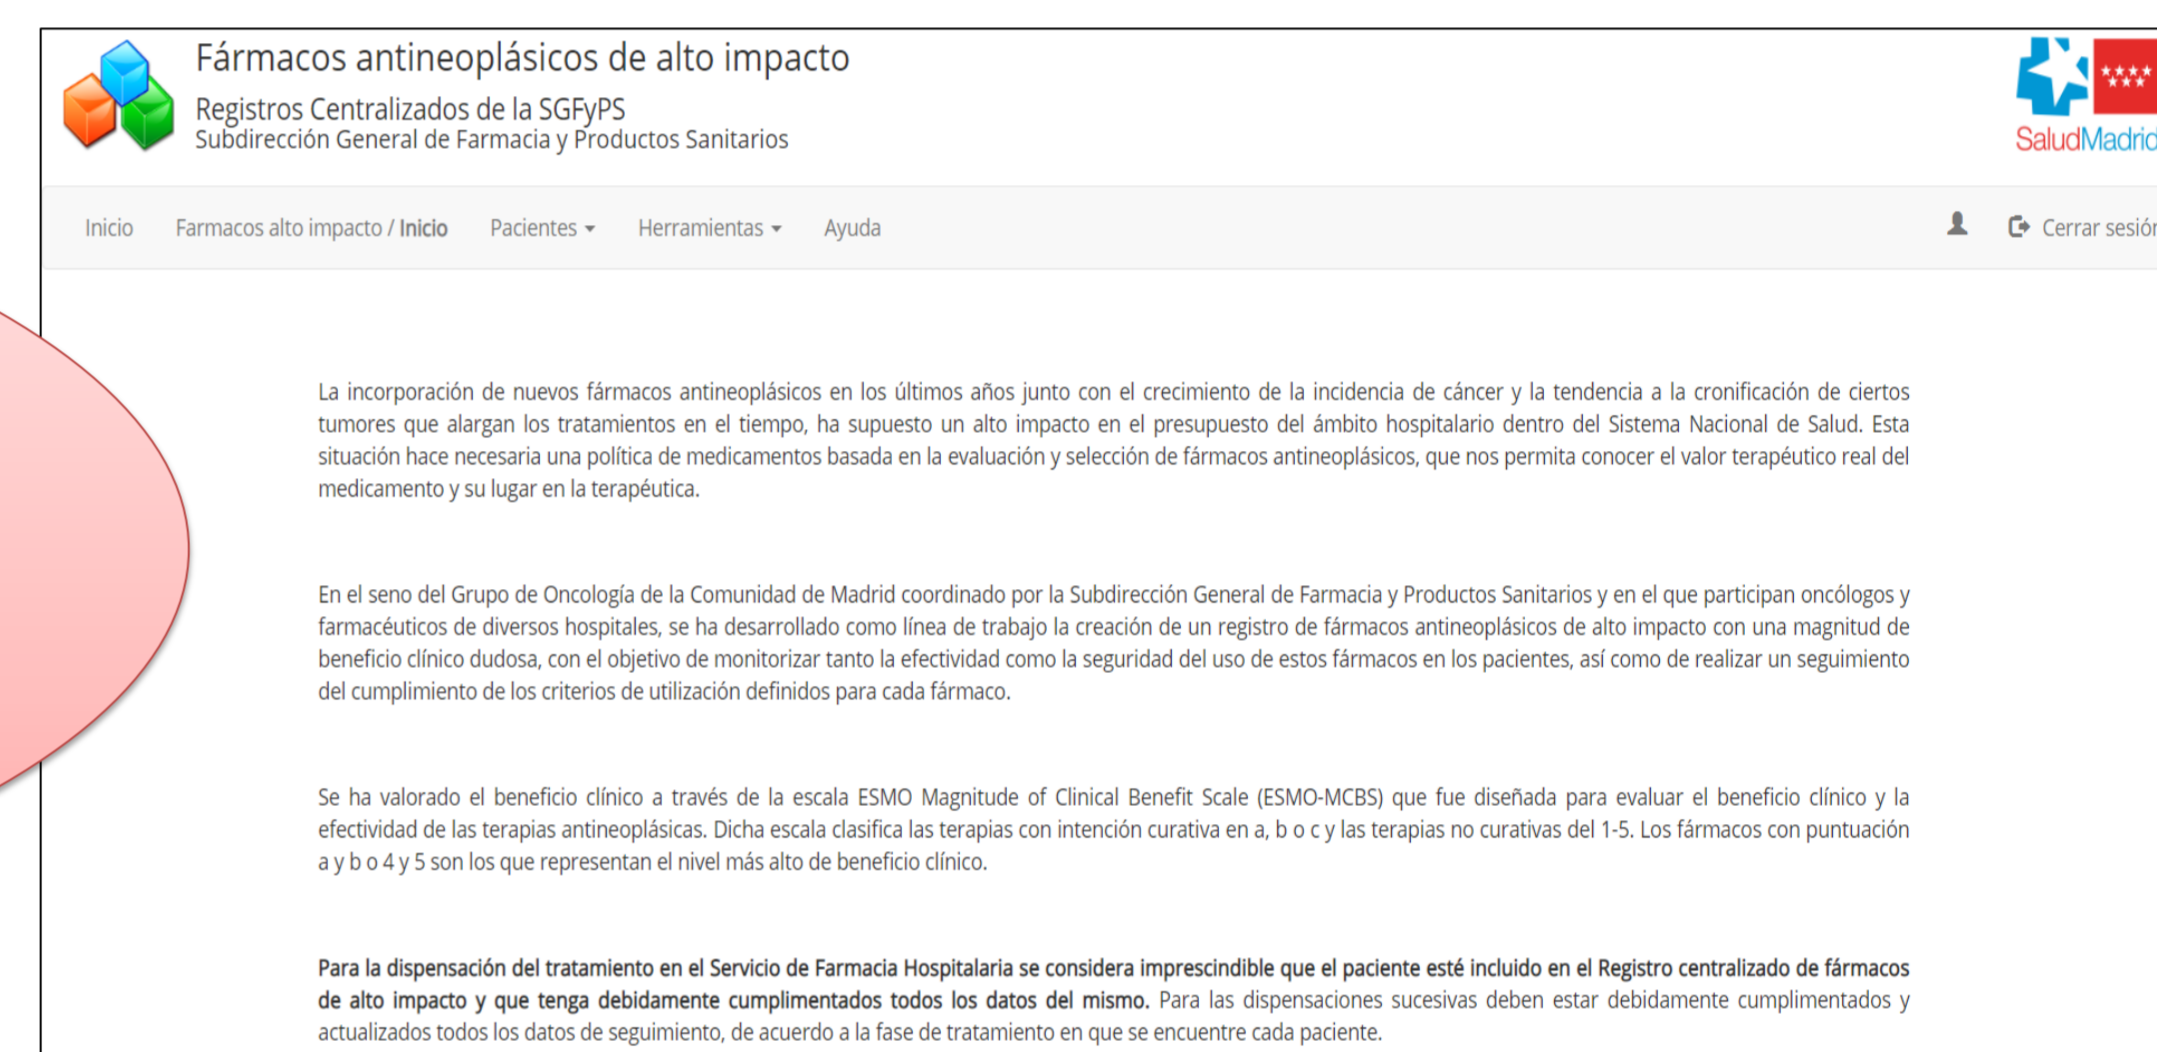 Fármacos antineoplásicos de alto impacto
Registros Centralizados de la SGFyPS
Subdirección General de Farmacia y Productos Sanitarios
SaludMadrid
Inicio Farmacos alto impacto / Inicio Pacientes Herramientas Ayuda Cerrar sesión
La incorporación de nuevos fármacos antineoplásicos en los últimos años junto con el crecimiento de la incidencia de cáncer y la tendencia a la cronificación de ciertos
tumores que alargan los tratamientos en el tiempo, ha supuesto un alto impacto en el presupuesto del ámbito hospitalario dentro del Sistema Nacional de Salud. Esta
situación hace necesaria una política de medicamentos basada en la evaluación y selección de fármacos antineoplásicos, que nos permita conocer el valor terapéutico real del
medicamento y su lugar en la terapéutica.
En el seno del Grupo de Oncología de la Comunidad de Madrid coordinado por la Subdirección General de Farmacia y Productos Sanitarios y en el que participan oncólogos y
farmacéuticos de diversos hospitales, se ha desarrollado como línea de trabajo la creación de un registro de fármacos antineoplásicos de alto impacto con una magnitud de
beneficio clínico dudosa, con el objetivo de monitorizar tanto la efectividad como la seguridad del uso de estos fármacos en los pacientes, así como de realizar un seguimiento
del cumplimiento de los criterios de utilización definidos para cada fármaco.
Se ha valorado el beneficio clínico a través de la escala ESMO Magnitude of Clinical Benefit Scale (ESMO-MCBS) que fue diseñada para evaluar el beneficio clínico y la
efectividad de las terapias antineoplásicas. Dicha escala clasifica las terapias con intención curativa en a, b o c y las terapias no curativas del 1-5. Los fármacos con puntuación
a y b o 4 y 5 son los que representan el nivel más alto de beneficio clínico.
Para la dispensación del tratamiento en el Servicio de Farmacia Hospitalaria se considera imprescindible que el paciente esté incluido en el Registro centralizado de fármacos
de alto impacto y que tenga debidamente cumplimentados todos los datos del mismo. Para las dispensaciones sucesivas deben estar debidamente cumplimentados y
actualizados todos los datos de seguimiento, de acuerdo a la fase de tratamiento en que se encuentre cada paciente.